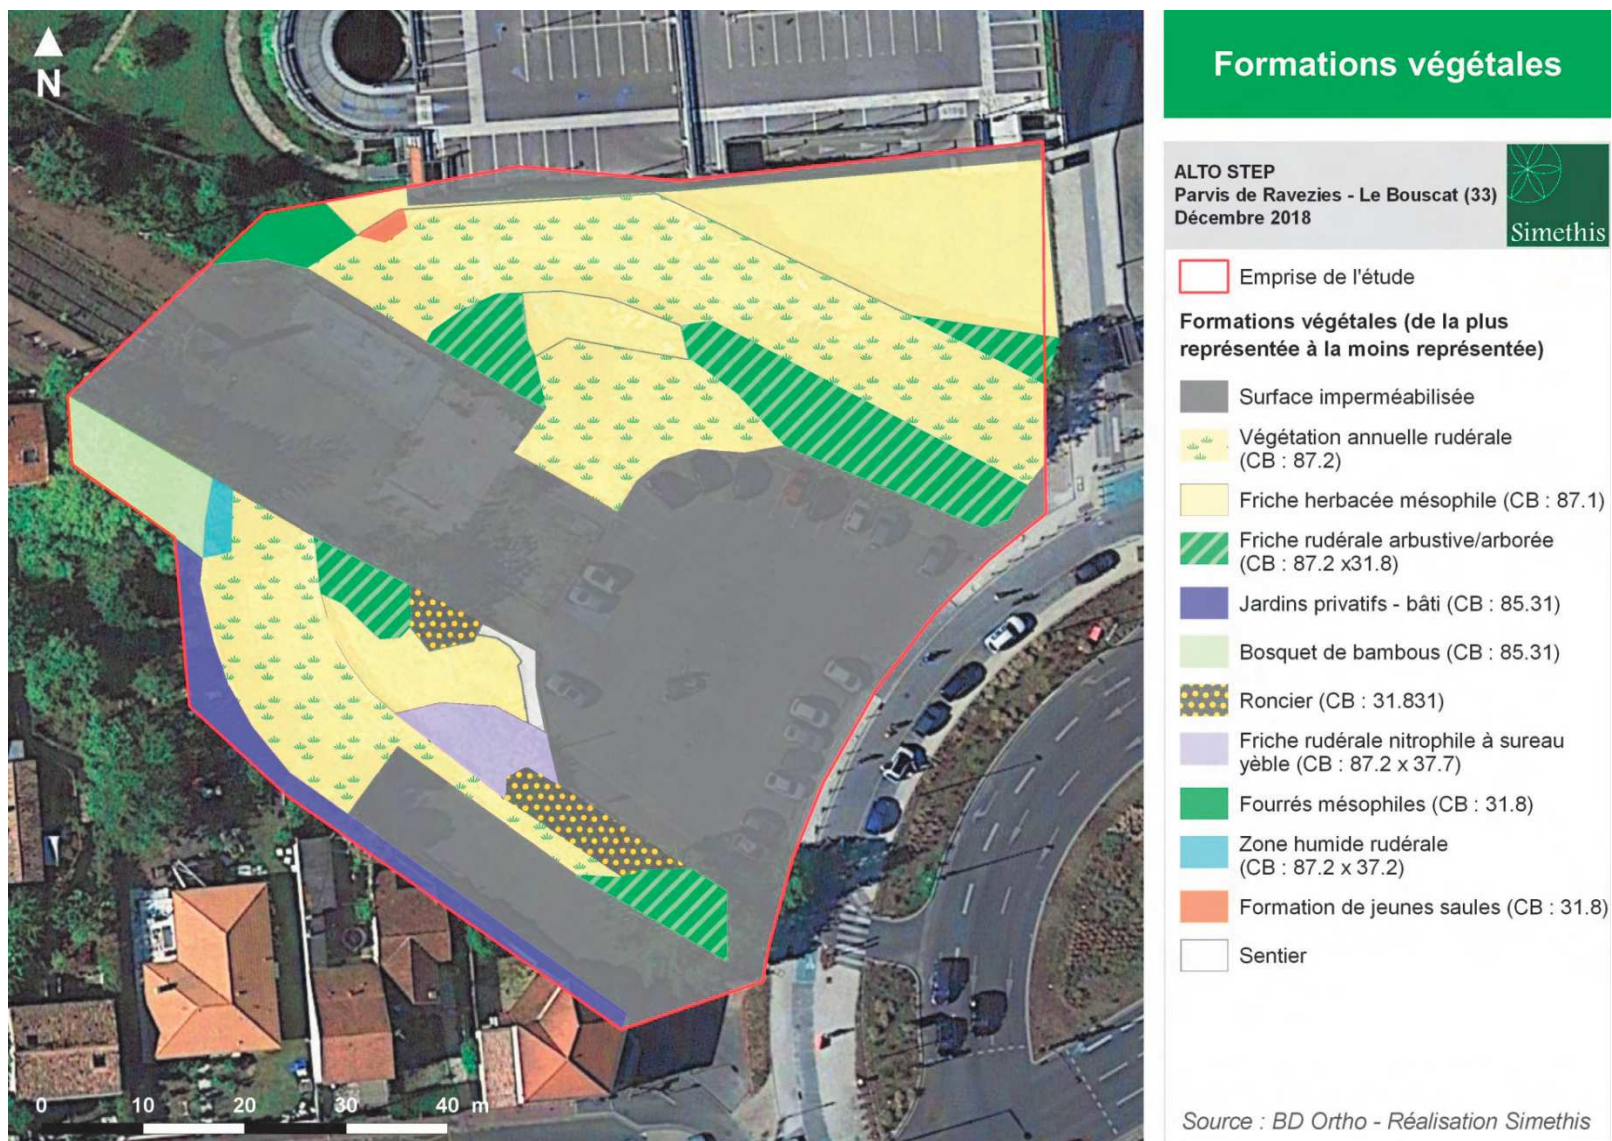 N
Formations végétales
ALTO STEP
Parvis de Ravezies - Le Bouscat (33)
Décembre 2018
Simethis
Emprise de l'étude
Formations végétales (de la plus
représentée à la moins représentée)
Surface imperméabilisée
Végétation annuelle rudérale
(CB : 87.2)
Friche herbacée mésophile (CB : 87.1)
Friche rudérale arbustive/arborée
(CB : 87.2 x31.8)
Jardins privatifs - bâti (CB : 85.31)
Bosquet de bambous (CB : 85.31)
Roncier (CB : 31.831)
Friche rudérale nitrophile à sureau
yèble (CB : 87.2 x 37.7)
Fourrés mésophiles (CB : 31.8)
Zone humide rudérale
(CB : 87.2 x 37.2)
Formation de jeunes saules (CB : 31.8)
Sentier
0 10 20 30 40 m
Source : BD Ortho - Réalisation Simethis